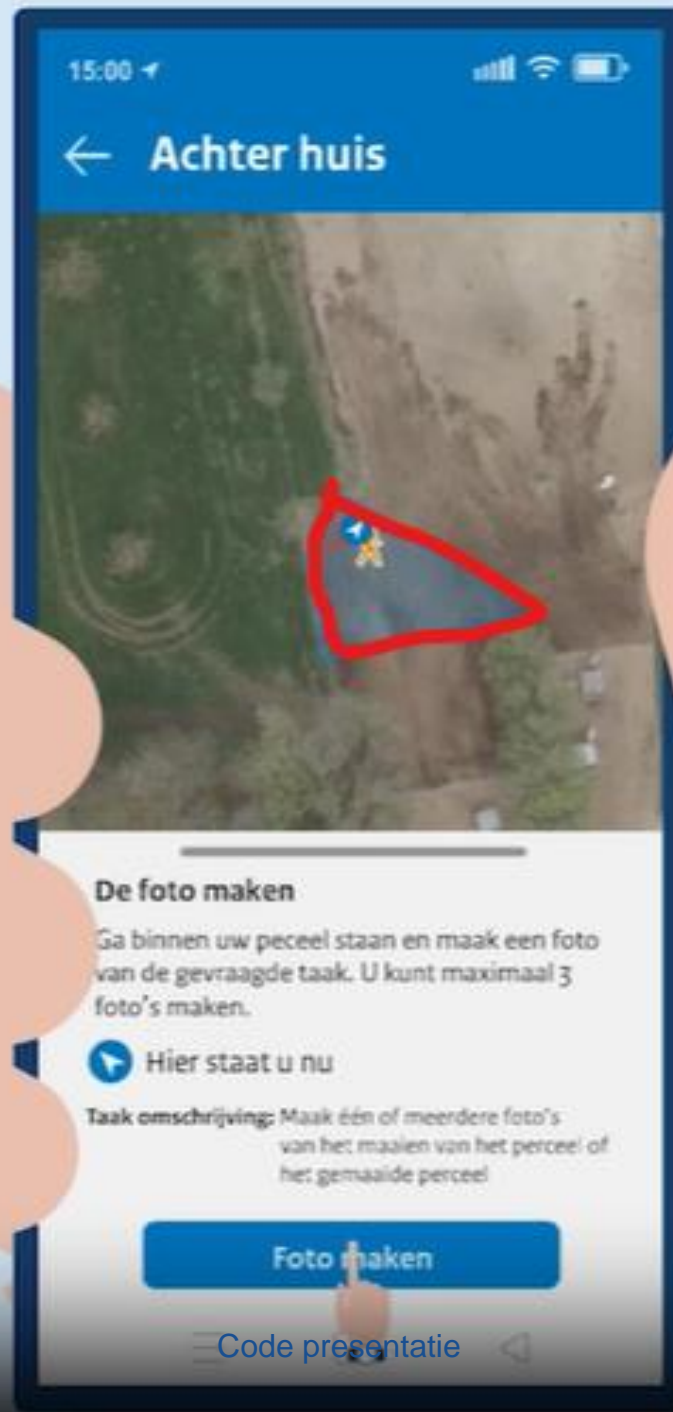 15:00
Achter huis
De foto maken
Ga binnen uw peceel staan en maak een foto
van de gevraagde taak. U kunt maximaal 3
foto's maken.
Hier staat u nu
Taak omschrijving: Maak één of meerdere foto's
van het maaien van het perceel of
het gemaaide perceel
Foto maken
Code presentatie